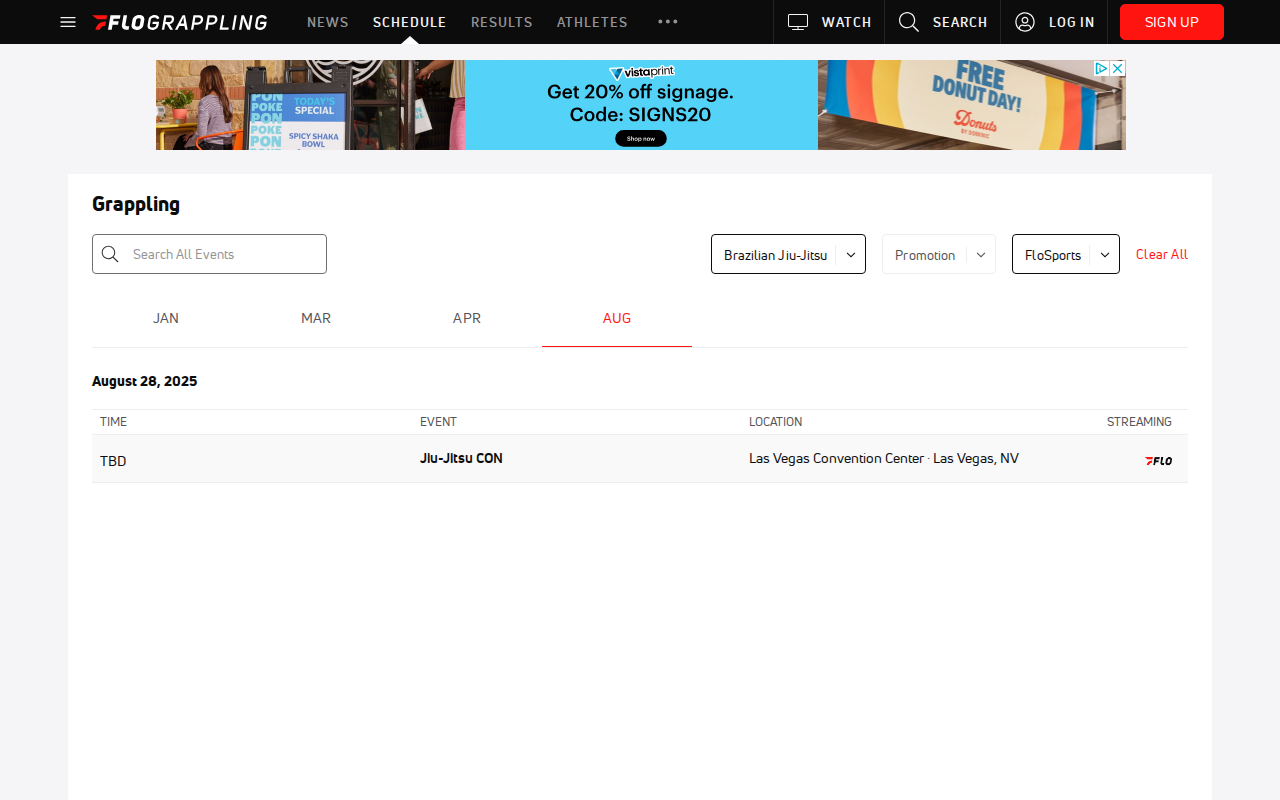 FLOGRAPPLING NEWS SCHEDULE RESULTS ATHLETES WATCH SEARCH LOG IN SIGN UP
PON
POKE
POKE
PON
TODAY'S
SPECIAL
SPICY SHAKA
BOWL
vistaprint
Get 20% off signage.
Code: SIGNS20
Shop now
FREE
DONUT DAY!
Donuts
BY DOMINIC
Grappling
Search All Events Brazilian Jiu-Jitsu Promotion FloSports Clear All
JAN MAR APR AUG
August 28, 2025
TIME EVENT LOCATION STREAMING
TBD Jiu-Jitsu CON Las Vegas Convention Center · Las Vegas, NV FLO